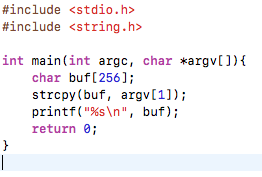 #include <stdio.h>
#include <string.h>

int main(int argc, char *argv[]){
    char buf[256];
    strcpy(buf, argv[1]);
    printf("%s\n", buf);
    return 0;
}